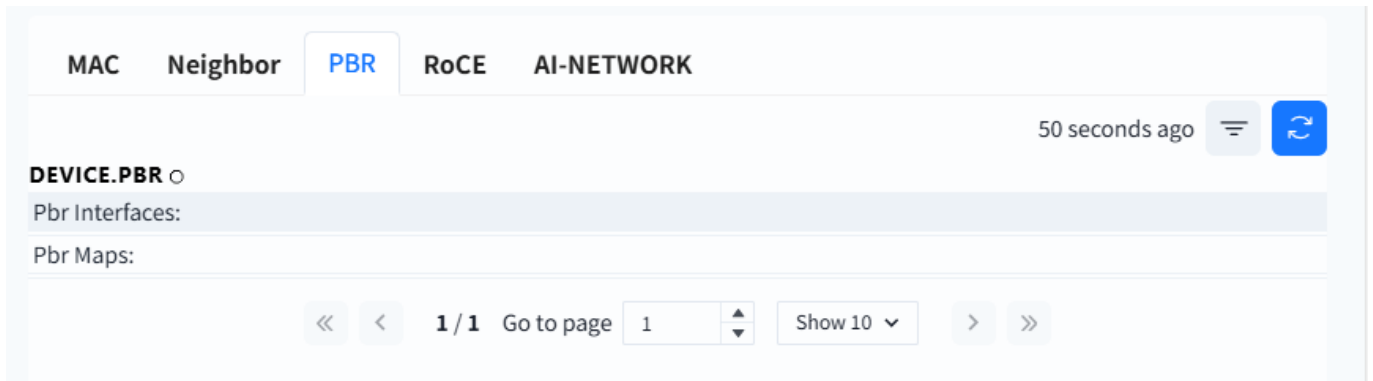 MAC Neighbor PBR RoCE AI-NETWORK
50 seconds ago
DEVICE.PBR
Pbr Interfaces:
Pbr Maps:
1 / 1 Go to page 1 Show 10